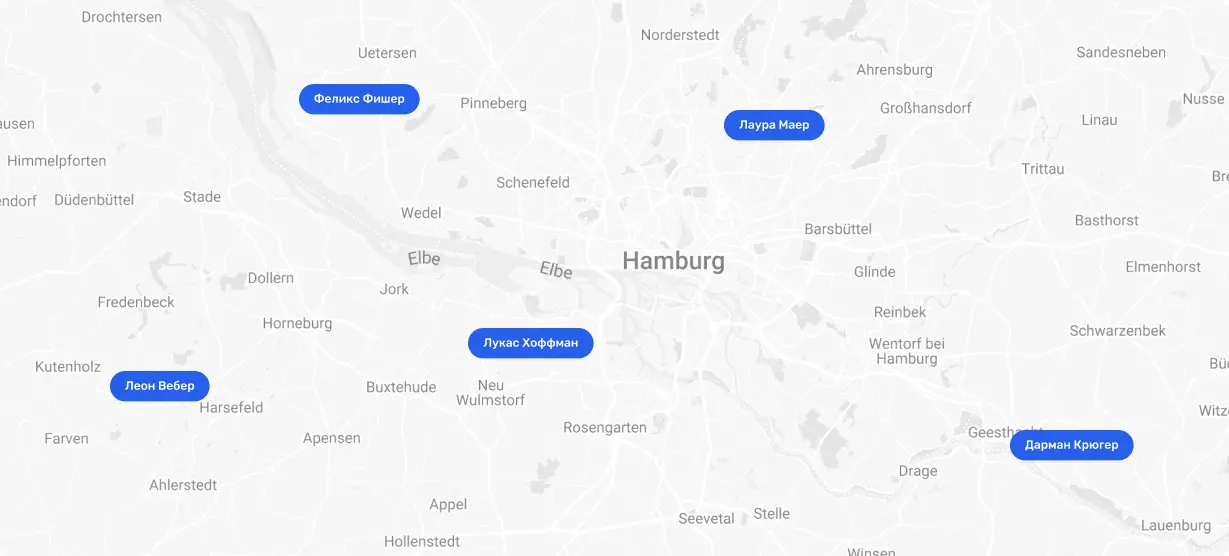 Drochtersen
Norderstedt
Uetersen
Sandesneben
Ahrensburg
Феликс Фишер
Pinneberg
Nusse
Großhansdorf
Linau
Лаура Маер
ausen
Himmelpforten
Trittau
Bre
Schenefeld
Stade
endorf
Düdenbüttel
Wedel
Basthorst
Barsbüttel
Elbe
Elbe
Hamburg
Elmenhorst
Glinde
Dollern
Jork
Fredenbeck
Reinbek
Horneburg
Schwarzenbek
Лукас Хоффман
Wentorf bei
Hamburg
Kutenholz
Bü
Леон Вебер
Buxtehude
Neu
Wulmstorf
Harsefeld
Witz
Rosengarten
Geesthacht
Farven
Apensen
Дарман Крюгер
Drage
Ahlerstedt
Appel
Seevetal
Stelle
Lauenburg
Hollenstedt
Winsen